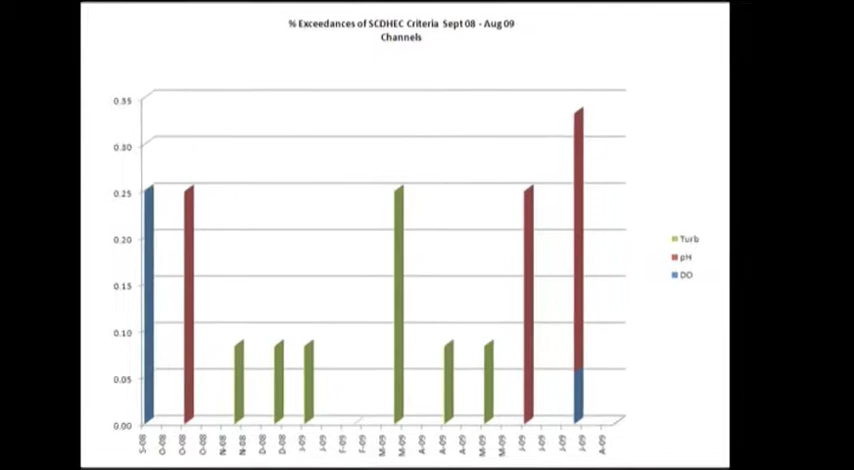 % Exceedances of SCDHEC Criteria Sept 08 - Aug 09
Channels
0.35
0.30
0.25
0.20
0.15
0.10
0.05
0.00
S-08
O-08
O-08
O-08
N-08
N-08
D-08
D-08
J-09
J-09
F-09
F-09
M-09
M-09
A-09
A-09
A-09
M-09
M-09
J-09
J-09
J-09
J-09
A-09
Turb
pH
DO